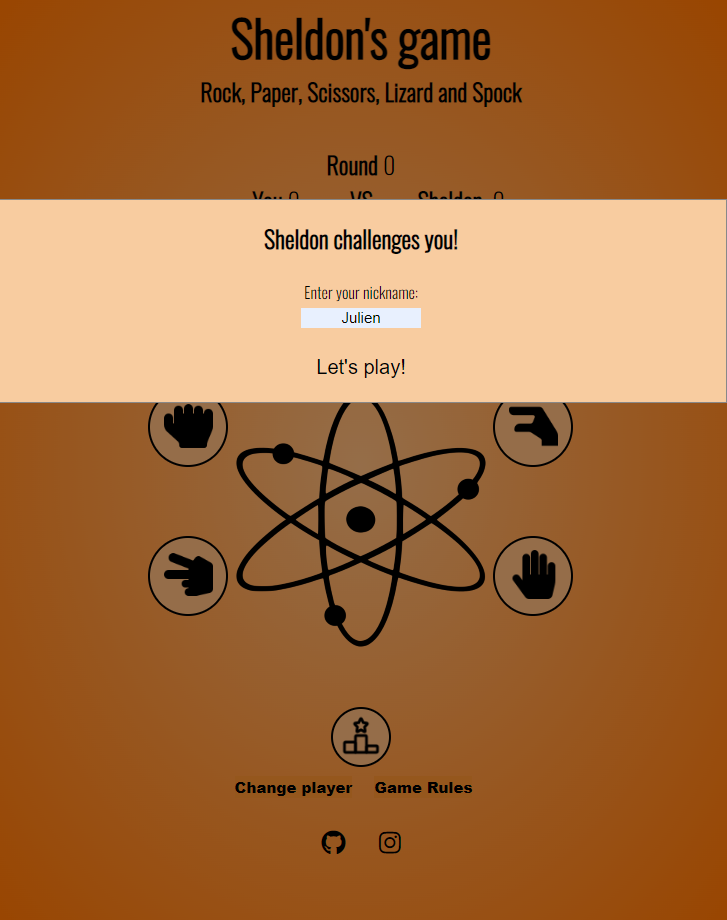 Sheldon's game
Rock, Paper, Scissors, Lizard and Spock
Round 0
You 0 VS Sheldon 0
Sheldon challenges you!
Enter your nickname:
Julien
Let's play!
Change player Game Rules